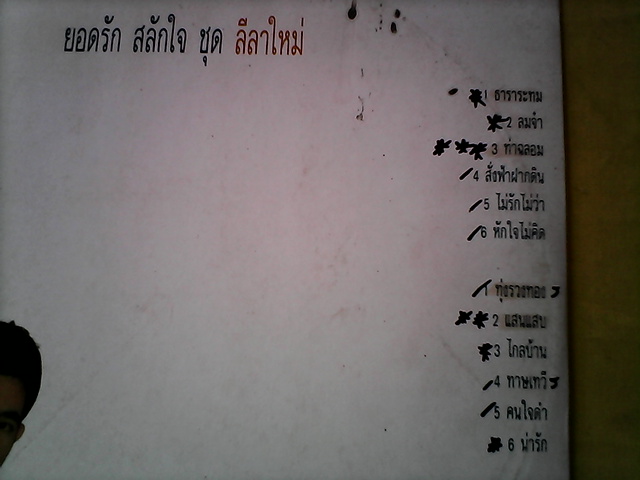 ยอดรัก สลักใจ ชุด ลีลาใหม่
1 ธาราระทม
2 ลมจ๋า
3 ท่าฉลอม
4 สั่งฟ้าฝากดิน
5 ไม่รักไม่ว่า
6 หักใจไม่คิด
1 ทุ่งรวงทอง
2 แสนแสบ
3 ไกลบ้าน
4 ทาษเทวี
5 คนใจดำ
6 น่ารัก